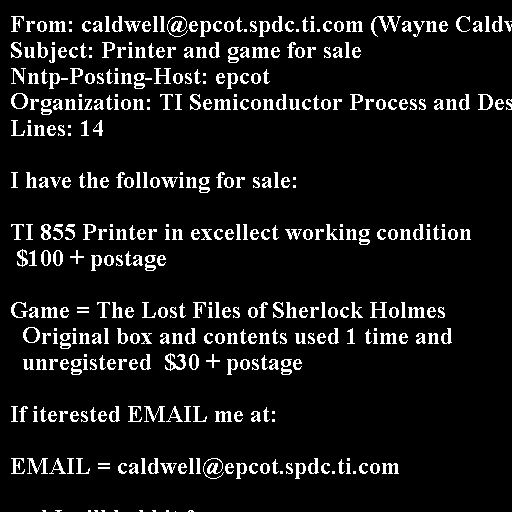 From: caldwell@epcot.spdc.ti.com (Wayne Caldw
Subject: Printer and game for sale
Nntp-Posting-Host: epcot
Organization: TI Semiconductor Process and Des
Lines: 14
I have the following for sale:
TI 855 Printer in excellect working condition
$100 + postage
Game = The Lost Files of Sherlock Holmes
Original box and contents used 1 time and
unregistered  $30 + postage
If iterested EMAIL me at:
EMAIL = caldwell@epcot.spdc.ti.com